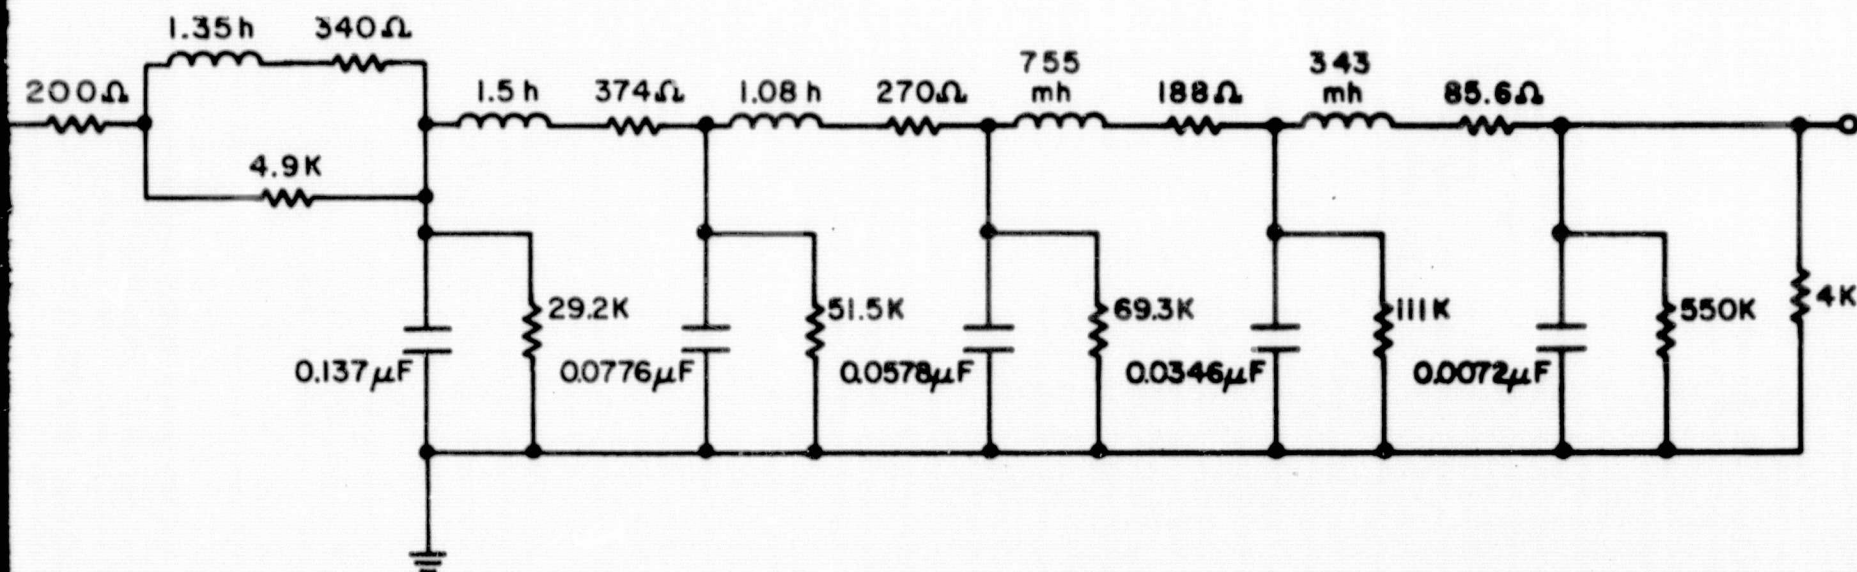 1.35h 340Ω
200Ω 1.5h 374Ω 1.08h 270Ω 755 mh 188Ω 343 mh 85.6Ω
4.9K
29.2K 51.5K 69.3K 111K 550K 4K
0.137μF 0.0776μF 0.0578μF 0.0346μF 0.0072μF